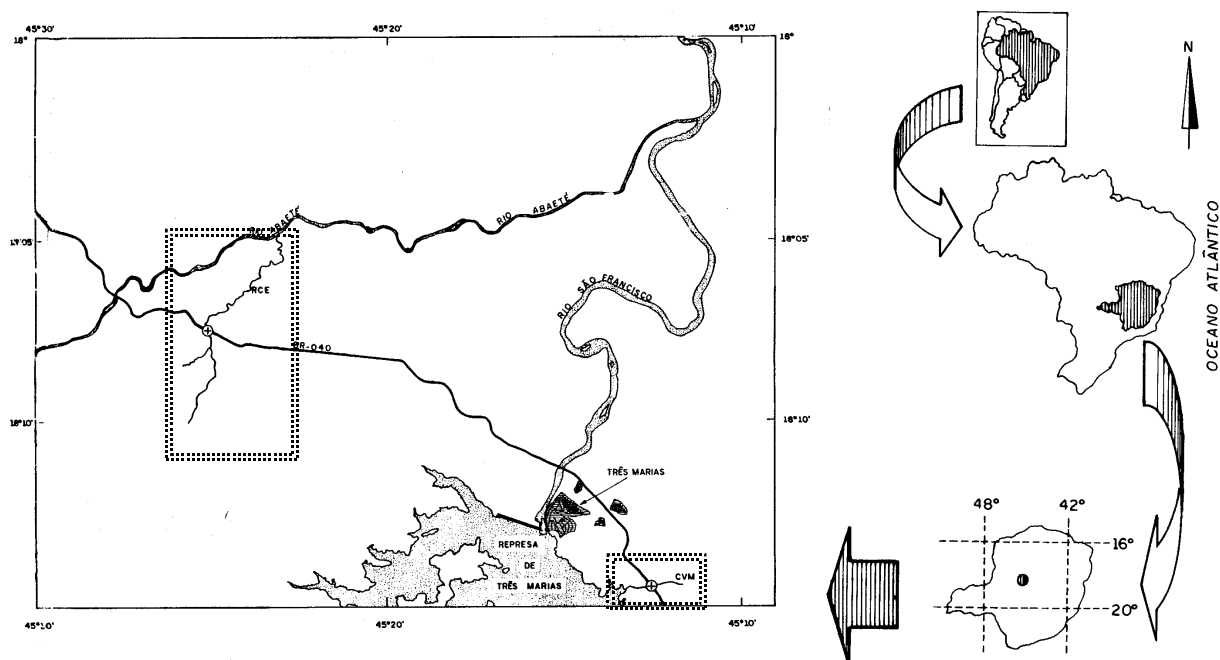 45°30'
45°20'
45°10'
18°
18°
N
RIO ABAETÉ
RIO ABAETÉ
18°05'
OCEANO ATLÂNTICO
RCE
RIO SÃO FRANCISCO
BR-040
18°10'
18°10'
TRÊS MARIAS
48°
42°
16°
REPRESA
DE
TRÊS MARIAS
CVM
20°
45°10'
45°20'
45°10'